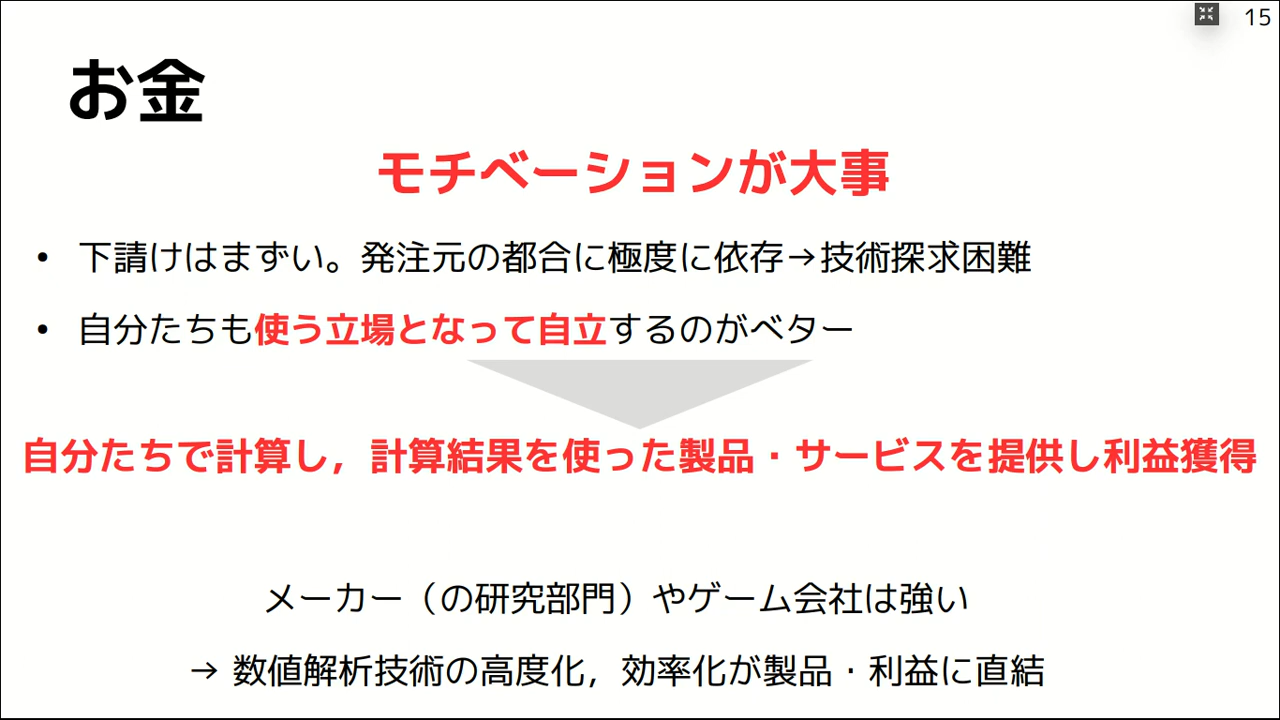 15
お金
モチベーションが大事
• 下請けはまずい。発注元の都合に極度に依存→技術探求困難
• 自分たちも使う立場となって自立するのがベター
自分たちで計算し，計算結果を使った製品・サービスを提供し利益獲得
メーカー（の研究部門）やゲーム会社は強い
→ 数値解析技術の高度化，効率化が製品・利益に直結